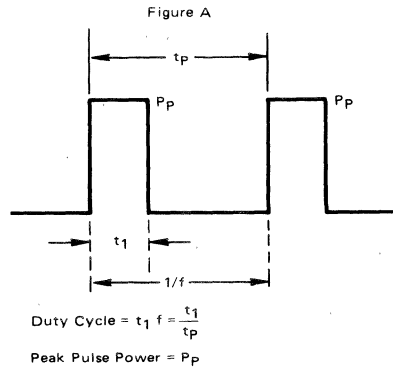 Figure A
tP
PP
PP
t1
1/f
Duty Cycle = t1 f = t1/tP
Peak Pulse Power = PP